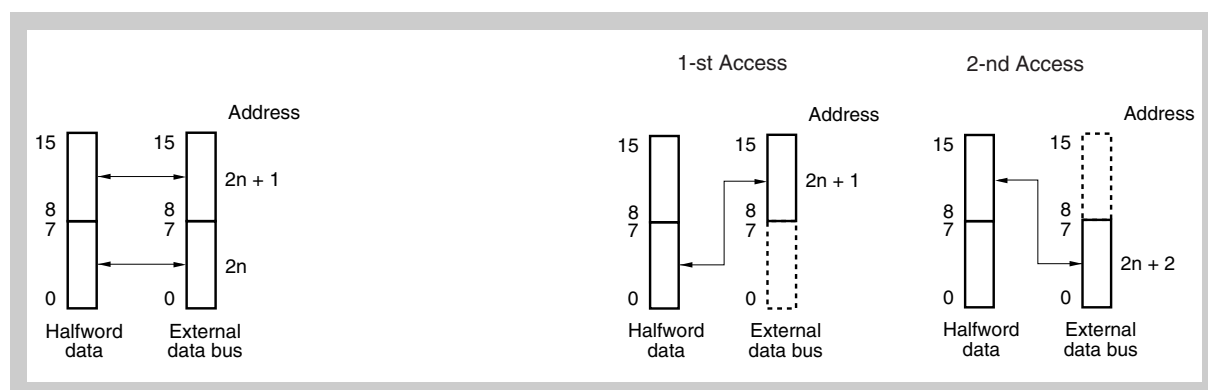 1-st Access
2-nd Access
Address
15
15
2n + 1
8
8
7
7
2n
0
0
Halfword
data
External
data bus
Address
15
15
2n + 1
8
8
7
7
0
0
Halfword
data
External
data bus
Address
15
15
8
8
7
7
2n + 2
0
0
Halfword
data
External
data bus